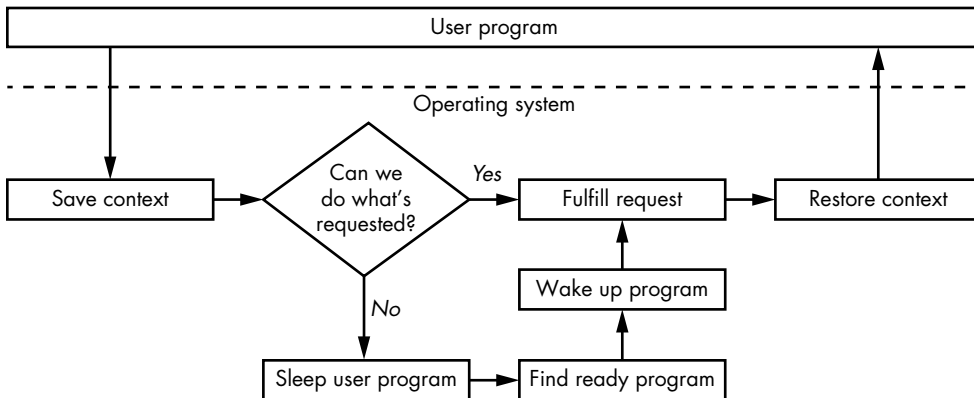 User program
Operating system
Can we
do what's
requested?
Yes
Save context
Fulfill request
Restore context
Wake up program
No
Sleep user program
Find ready program